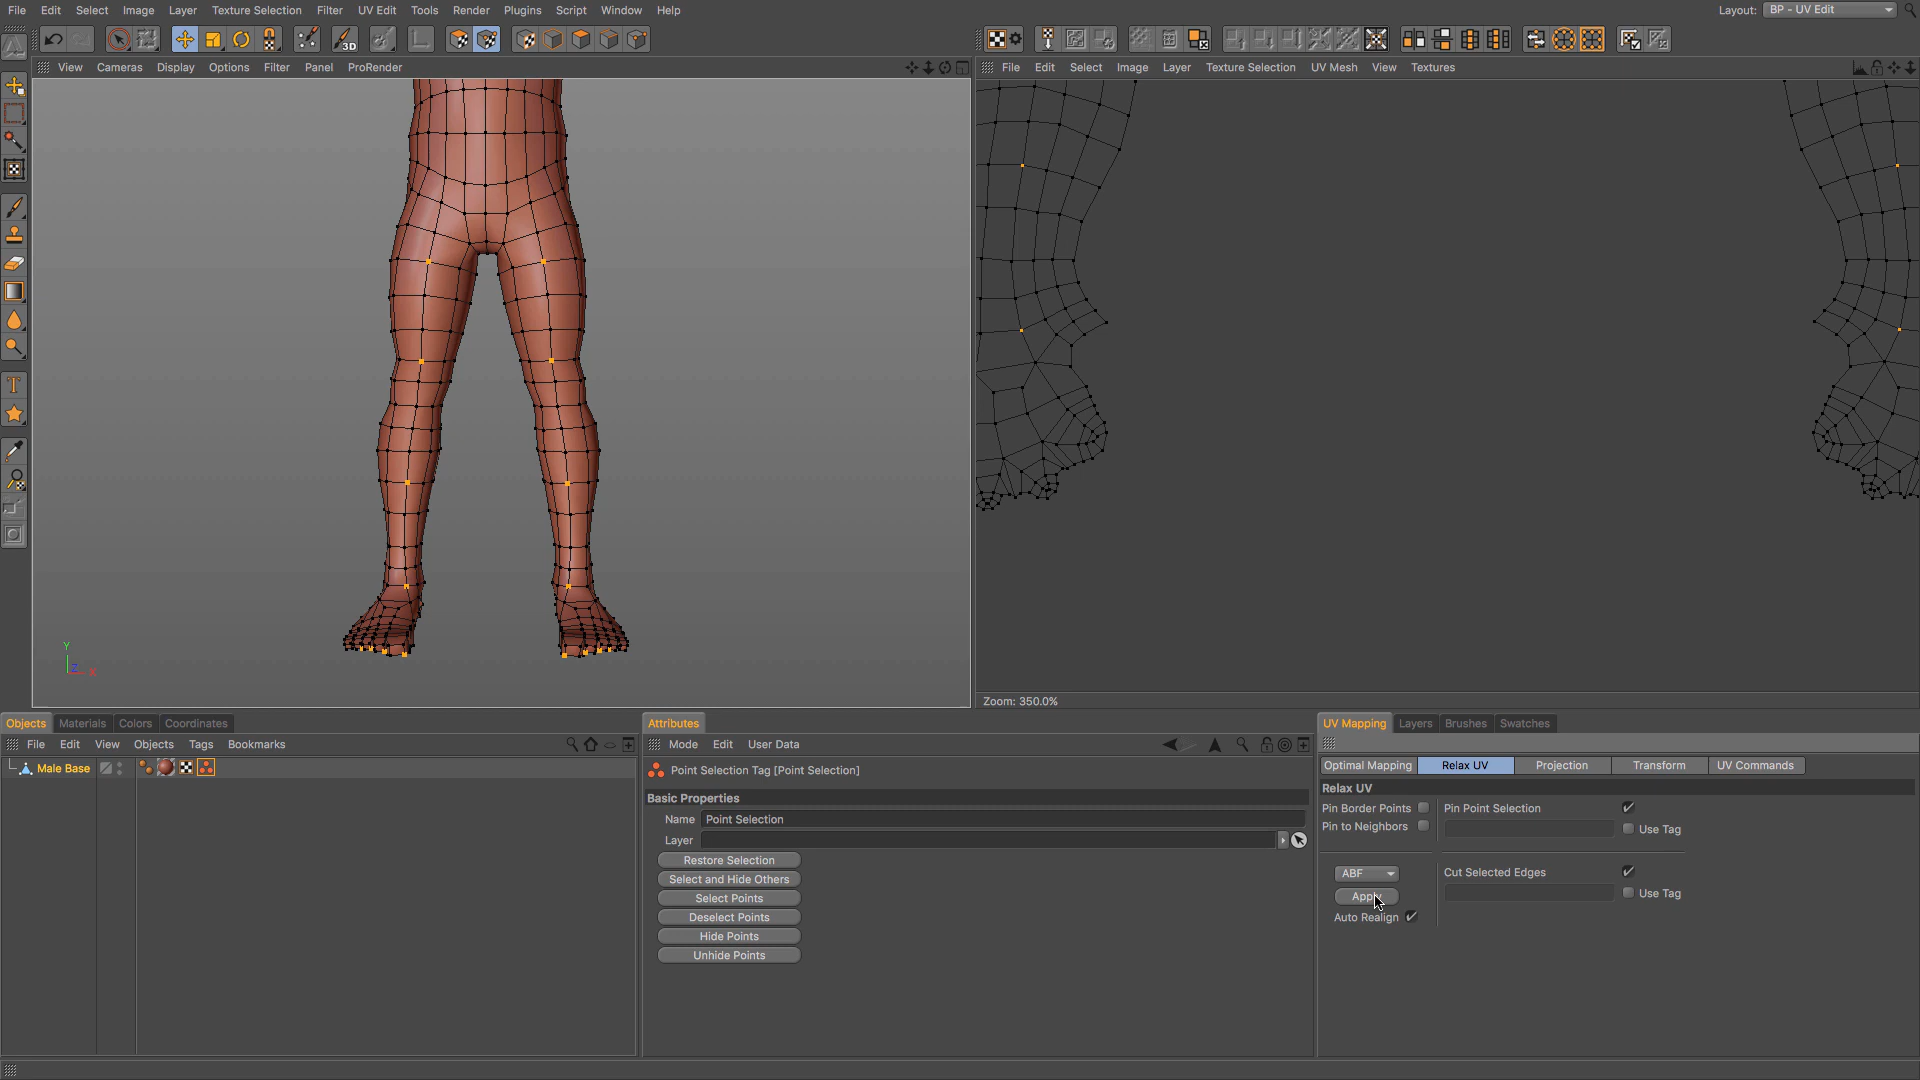 File Edit Select Image Layer Texture Selection Filter UV Edit Tools Render Plugins Script Window Help Layout: BP - UV Edit
3D
View Cameras Display Options Filter Panel ProRender
File Edit Select Image Layer Texture Selection UV Mesh View Textures
Y
Z X
Zoom: 350.0%
Objects Materials Colors Coordinates
Attributes
UV Mapping Layers Brushes Swatches
File Edit View Objects Tags Bookmarks
Mode Edit User Data
Male Base
Point Selection Tag [Point Selection]
Basic Properties
Name Point Selection
Layer
Restore Selection
Select and Hide Others
Select Points
Deselect Points
Hide Points
Unhide Points
Optimal Mapping Relax UV Projection Transform UV Commands
Relax UV
Pin Border Points Pin Point Selection
Pin to Neighbors Use Tag
ABF Cut Selected Edges
Apply Use Tag
Auto Realign